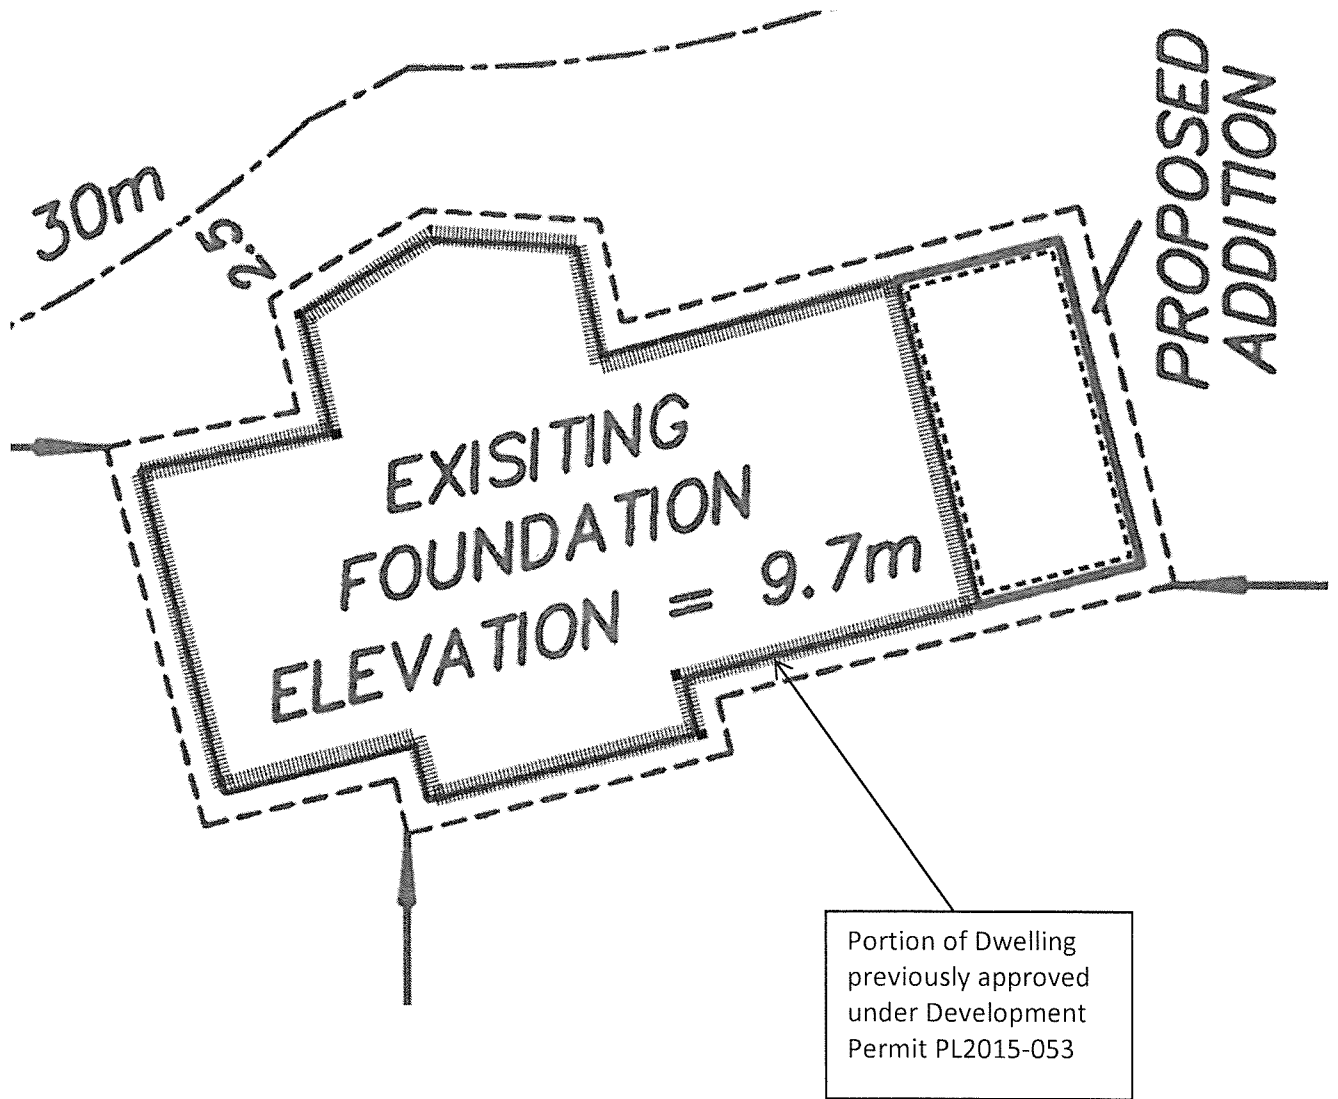 30m
2.5
PROPOSED
ADDITION
EXISITING
FOUNDATION
ELEVATION = 9.7m
Portion of Dwelling
previously approved
under Development
Permit PL2015-053